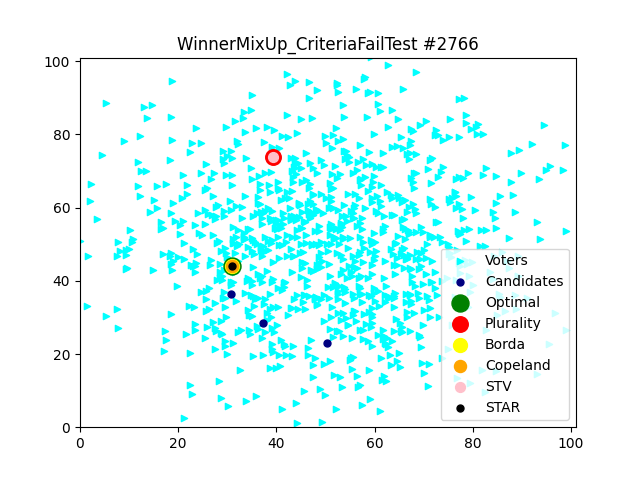 WinnerMixUp_CriteriaFailTest #2766
100
80
60
40
20
0
0 20 40 60 80 100
Voters
Candidates
Optimal
Plurality
Borda
Copeland
STV
STAR